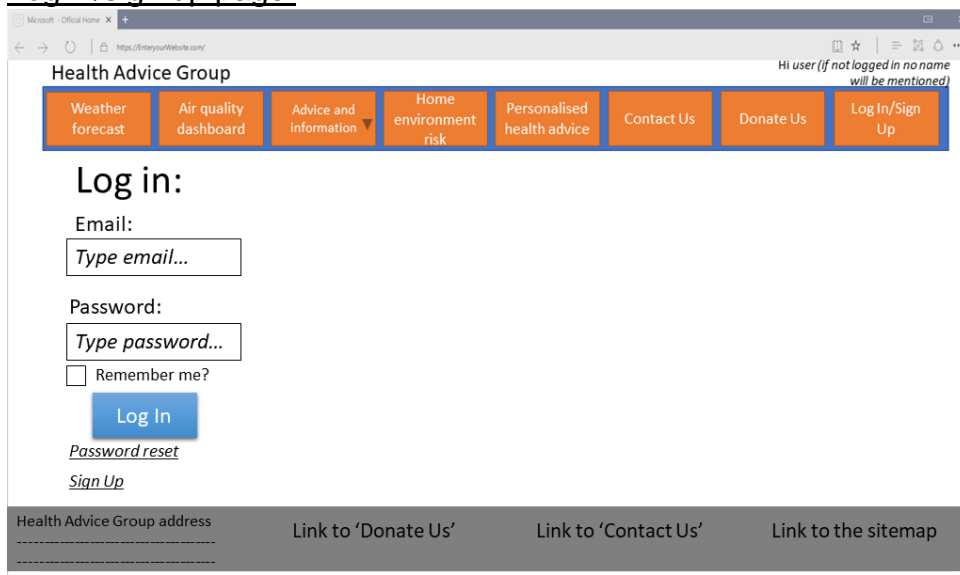 Microsoft - Official Home
https://EnteryourWebsite.com/
Health Advice Group
Hi user (if not logged in no name
will be mentioned)
Weather
forecast
Air quality
dashboard
Advice and
information
Home
environment
risk
Personalised
health advice
Contact Us
Donate Us
Log In/Sign
Up
Log in:
Email:
Type email...
Password:
Type password...
Remember me?
Log In
Password reset
Sign Up
Health Advice Group address
Link to ‘Donate Us’
Link to ‘Contact Us’
Link to the sitemap